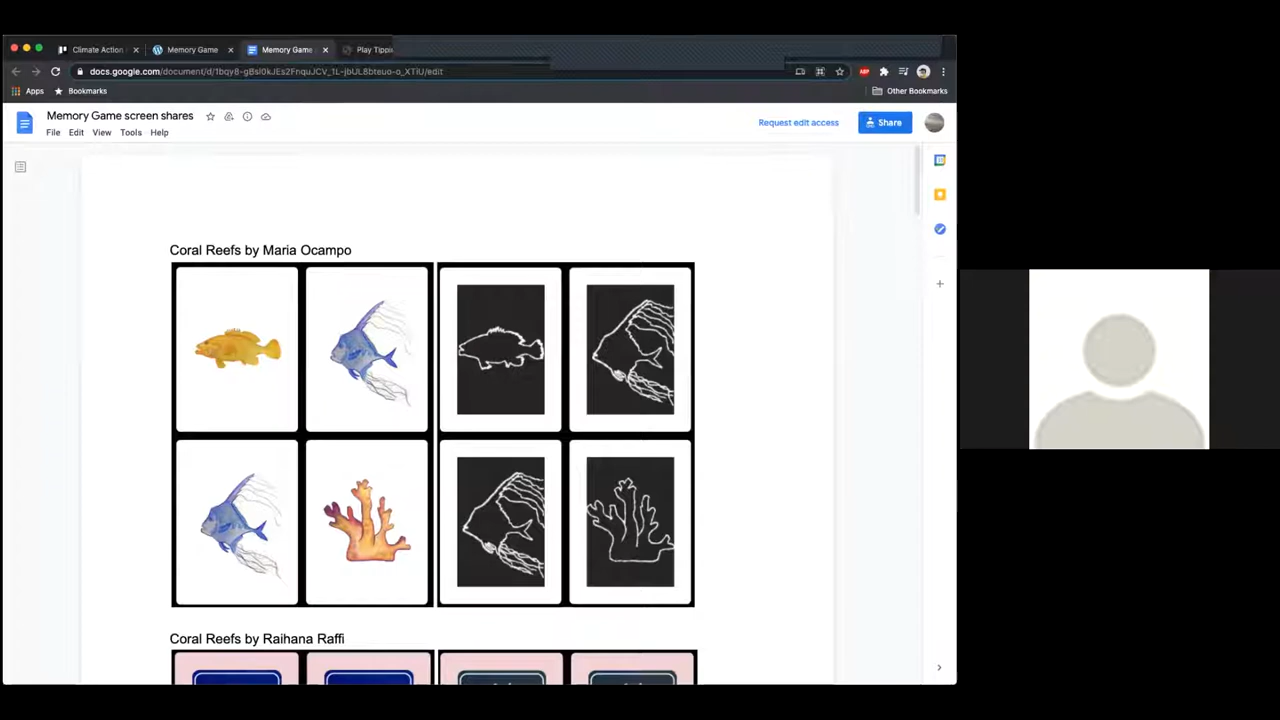 Climate Action
Memory Game
Memory Game
Play Tippi
docs.google.com/document/d/1bqy8-gBsI0kJEs2FnquJCV_1L-jbUL8bteuo-o_XTiU/edit
Apps
Bookmarks
Other Bookmarks
Memory Game screen shares
File Edit View Tools Help
Request edit access
Share
Coral Reefs by Maria Ocampo
Coral Reefs by Raihana Raffi